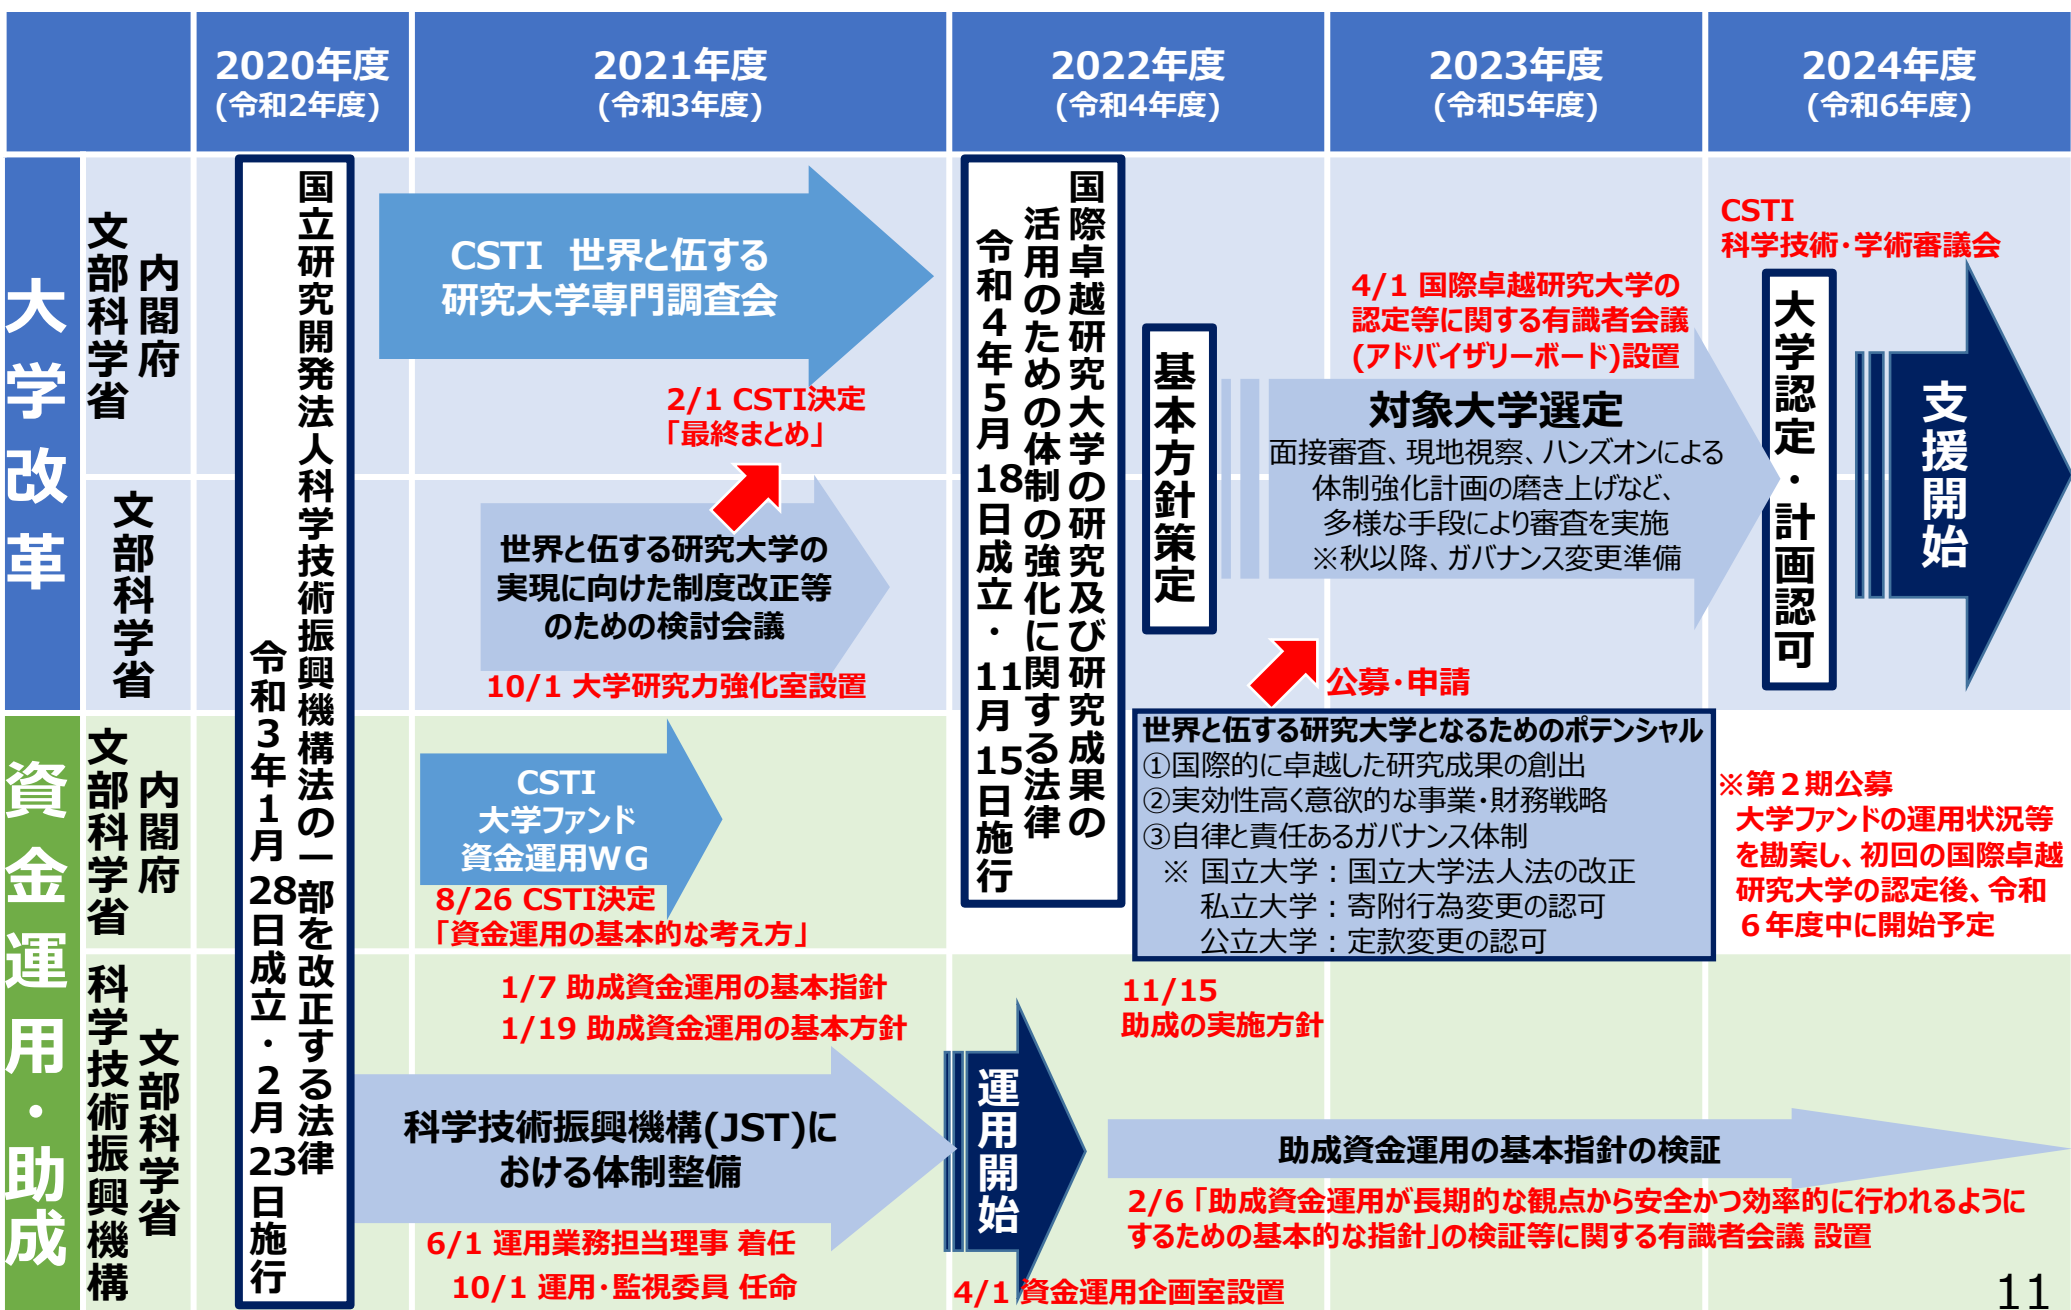 2020年度
(令和2年度)
2021年度
(令和3年度)
2022年度
(令和4年度)
2023年度
(令和5年度)
2024年度
(令和6年度)
大学改革
内閣府
文部科学省
文部科学省
国立研究開発法人科学技術振興機構法の一部を改正する法律
令和3年1月28日成立・2月23日施行
CSTI 世界と伍する
研究大学専門調査会
2/1 CSTI決定
「最終まとめ」
世界と伍する研究大学の
実現に向けた制度改正等
のための検討会議
10/1 大学研究力強化室設置
国際卓越研究大学の研究及び研究成果の
活用のための体制の強化に関する法律
令和4年5月18日成立・11月15日施行
基本方針策定
4/1 国際卓越研究大学の
認定等に関する有識者会議
(アドバイザリーボード)設置
対象大学選定
面接審査、現地視察、ハンズオンによる
体制強化計画の磨き上げなど、
多様な手段により審査を実施
※秋以降、ガバナンス変更準備
公募・申請
CSTI
科学技術・学術審議会
大学認定・計画認可
支援開始
資金運用・助成
内閣府
文部科学省
文部科学省
科学技術振興機構
CSTI
大学ファンド
資金運用WG
8/26 CSTI決定
「資金運用の基本的な考え方」
世界と伍する研究大学となるためのポテンシャル
①国際的に卓越した研究成果の創出
②実効性高く意欲的な事業・財務戦略
③自律と責任あるガバナンス体制
※ 国立大学：国立大学法人法の改正
私立大学：寄附行為変更の認可
公立大学：定款変更の認可
※第２期公募
大学ファンドの運用状況等
を勘案し、初回の国際卓越
研究大学の認定後、令和
６年度中に開始予定
1/7 助成資金運用の基本指針
1/19 助成資金運用の基本方針
科学技術振興機構(JST)に
おける体制整備
6/1 運用業務担当理事 着任
10/1 運用・監視委員 任命
運用開始
4/1 資金運用企画室設置
11/15
助成の実施方針
助成資金運用の基本指針の検証
2/6「助成資金運用が長期的な観点から安全かつ効率的に行われるように
するための基本的な指針」の検証等に関する有識者会議 設置
11